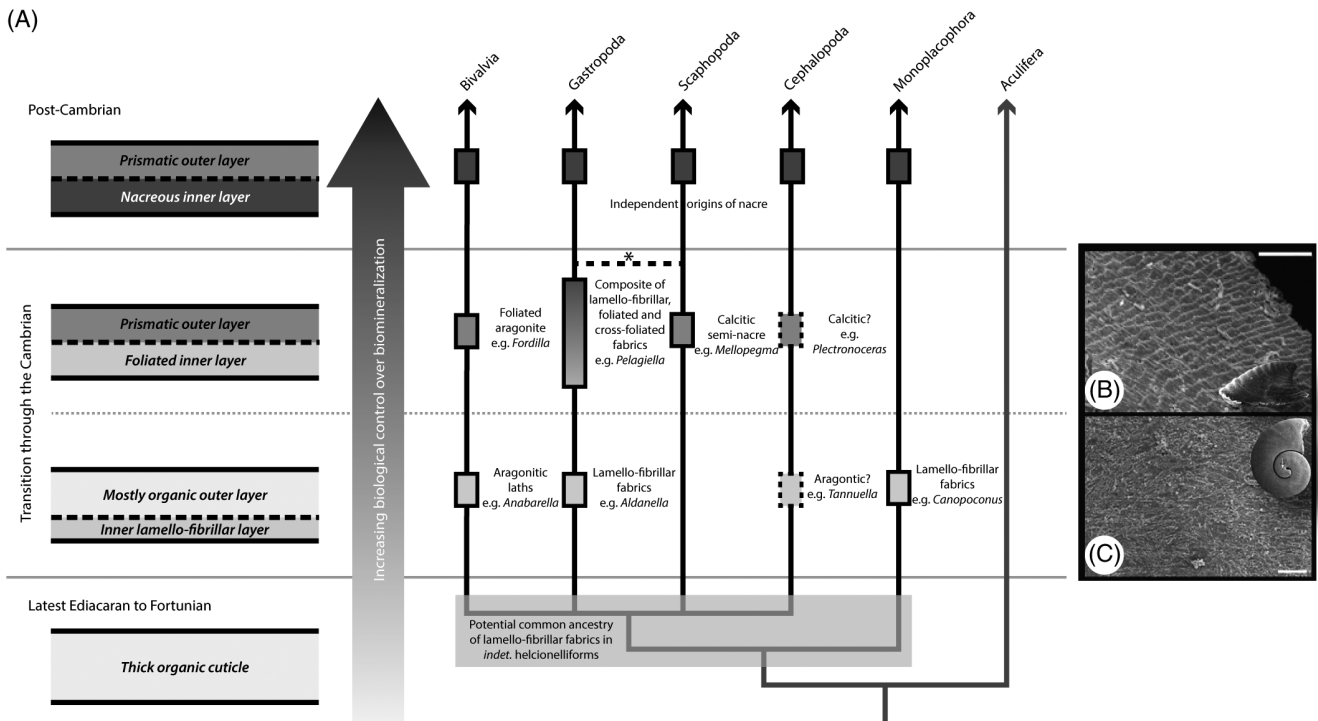 (A)
Bivalvia
Gastropoda
Scaphopoda
Cephalopoda
Monoplacophora
Aculifera
Post-Cambrian
Prismatic outer layer
Nacreous inner layer
Independent origins of nacre
Increasing biological control over biomineralization
Transition through the Cambrian
*
Prismatic outer layer
Foliated inner layer
Foliated
aragonite
e.g. Fordilla
Composite of
lamello-fibrillar,
foliated and
cross-foliated
fabrics
e.g. Pelagiella
Calcitic
semi-nacre
e.g. Mellopegma
Calcitic?
e.g.
Plectronoceras
Mostly organic outer layer
Inner lamello-fibrillar layer
Aragonitic
laths
e.g. Anabarella
Lamello-fibrillar
fabrics
e.g. Aldanella
Aragontic?
e.g. Tannuella
Lamello-fibrillar
fabrics
e.g. Canopoconus
Latest Ediacaran to Fortunian
Thick organic cuticle
Potential common ancestry
of lamello-fibrillar fabrics in
indet. helcionelliforms
(B)
(C)